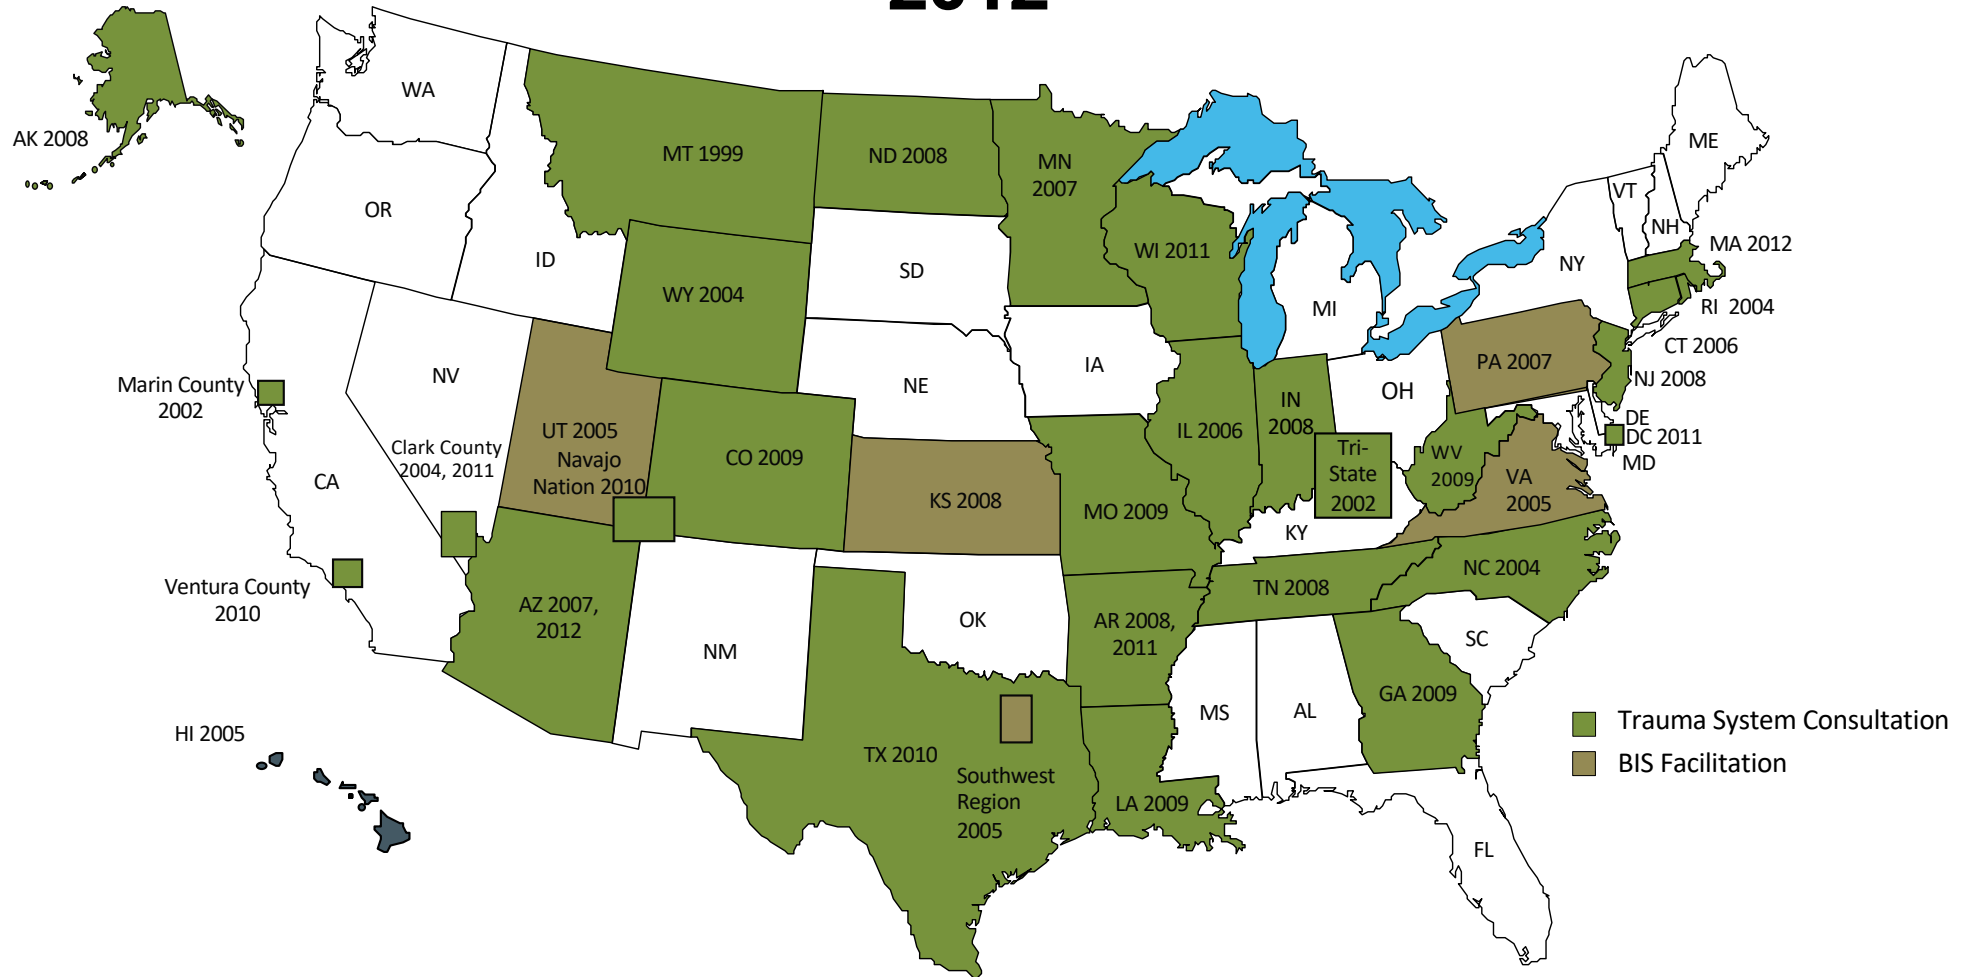 2012
WA
AK 2008
MT 1999
ND 2008
MN
2007
ME
OR
ID
VT
NH
MA 2012
WI 2011
SD
NY
WY 2004
MI
RI  2004
CT 2006
PA 2007
NJ 2008
IA
NV
NE
OH
Marin County
2002
IN
2008
DE
DC 2011
MD
UT 2005
Navajo
Nation 2010
Clark County
2004, 2011
CO 2009
IL 2006
Tri-
State
2002
WV
2009
VA
2005
CA
KS 2008
MO 2009
KY
Ventura County
2010
AZ 2007,
2012
NC 2004
TN 2008
OK
AR 2008,
2011
NM
SC
GA 2009
MS
AL
HI 2005
TX 2010
Southwest
Region
2005
LA 2009
FL
Trauma System Consultation
BIS Facilitation